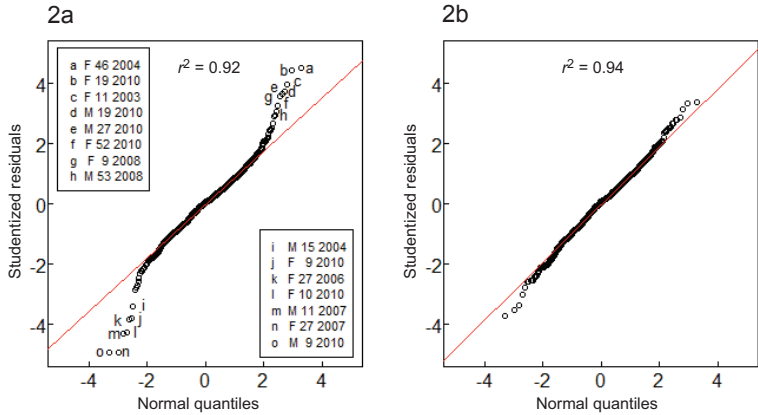 2a
a F 46 2004
b F 19 2010
c F 11 2003
d M 19 2010
e M 27 2010
f F 52 2010
g F 9 2008
h M 53 2008
r² = 0.92
b a
e c
g d
f
h
i M 15 2004
j F 9 2010
k F 27 2006
l F 10 2010
m M 11 2007
n F 27 2007
o M 9 2010
i
k j
m l
o n
4
2
0
-2
-4
Studentized residuals
-4 -2 0 2 4
Normal quantiles
2b
r² = 0.94
4
2
0
-2
-4
Studentized residuals
-4 -2 0 2 4
Normal quantiles